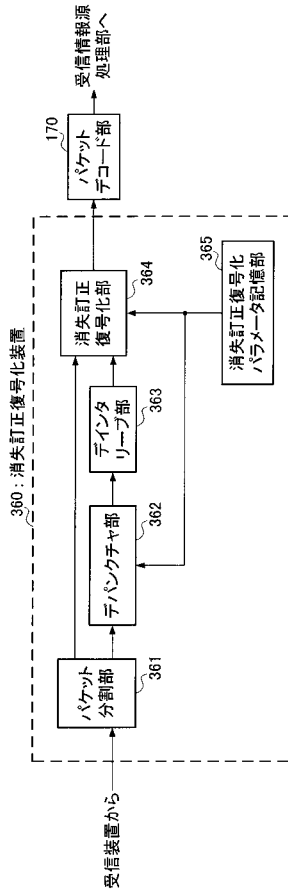 360：消失訂正復号化装置
受信装置から
パケット
分割部
361
デパンクチャ部
362
デインタ
リーブ部
363
消失訂正
復号化部
364
消失訂正復号化
パラメータ記憶部
365
パケット
デコード部
170
受信情報源
処理部へ